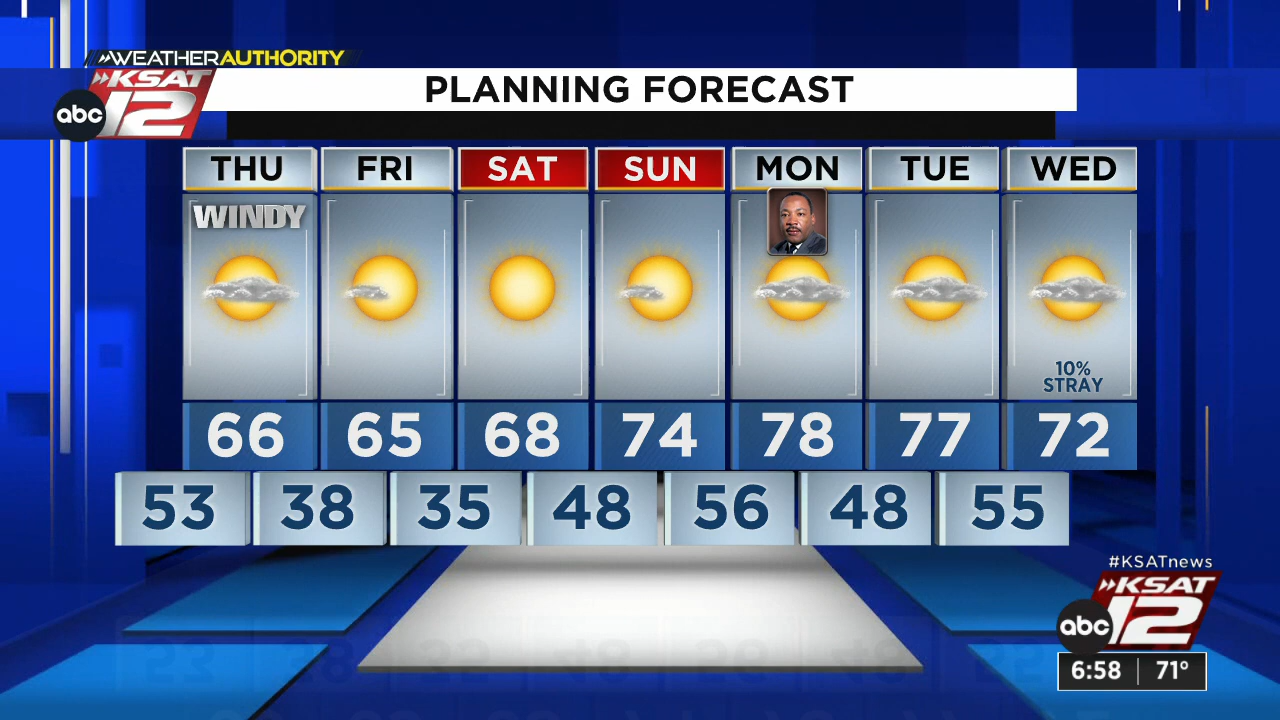 WEATHERAUTHORITY
KSAT
abc 12
PLANNING FORECAST
THU FRI SAT SUN MON TUE WED
WINDY
10%
STRAY
66 65 68 74 78 77 72
53 38 35 48 56 48 55
#KSATnews
KSAT
abc 12
6:58 71°